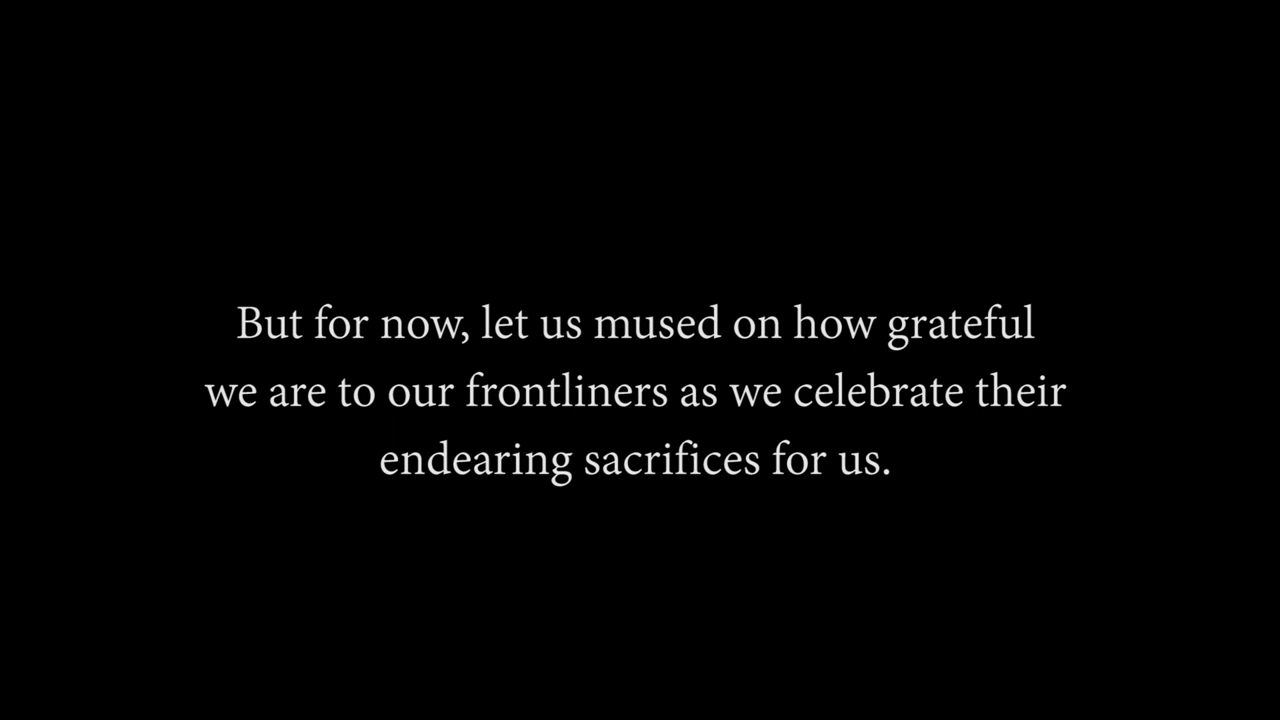 But for now, let us mused on how grateful
we are to our frontliners as we celebrate their
endearing sacrifices for us.